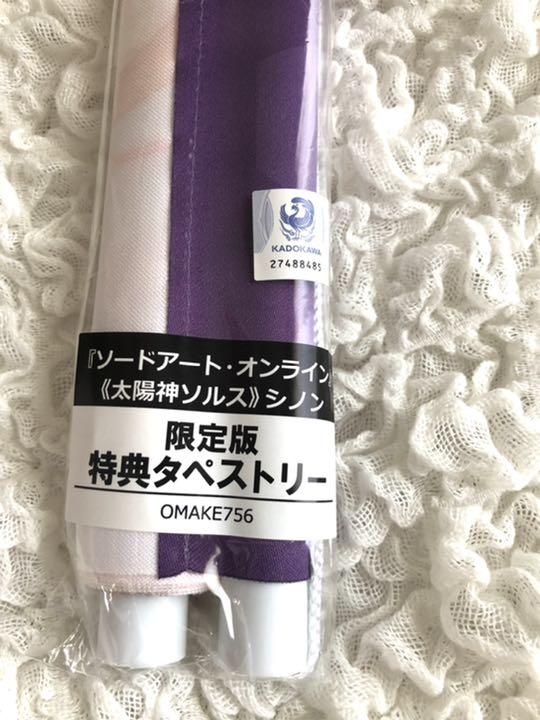 KADOKAWA
27488485
『ソードアート・オンライン』
《太陽神ソルス》シノン
限定版
特典タペストリー
OMAKE756